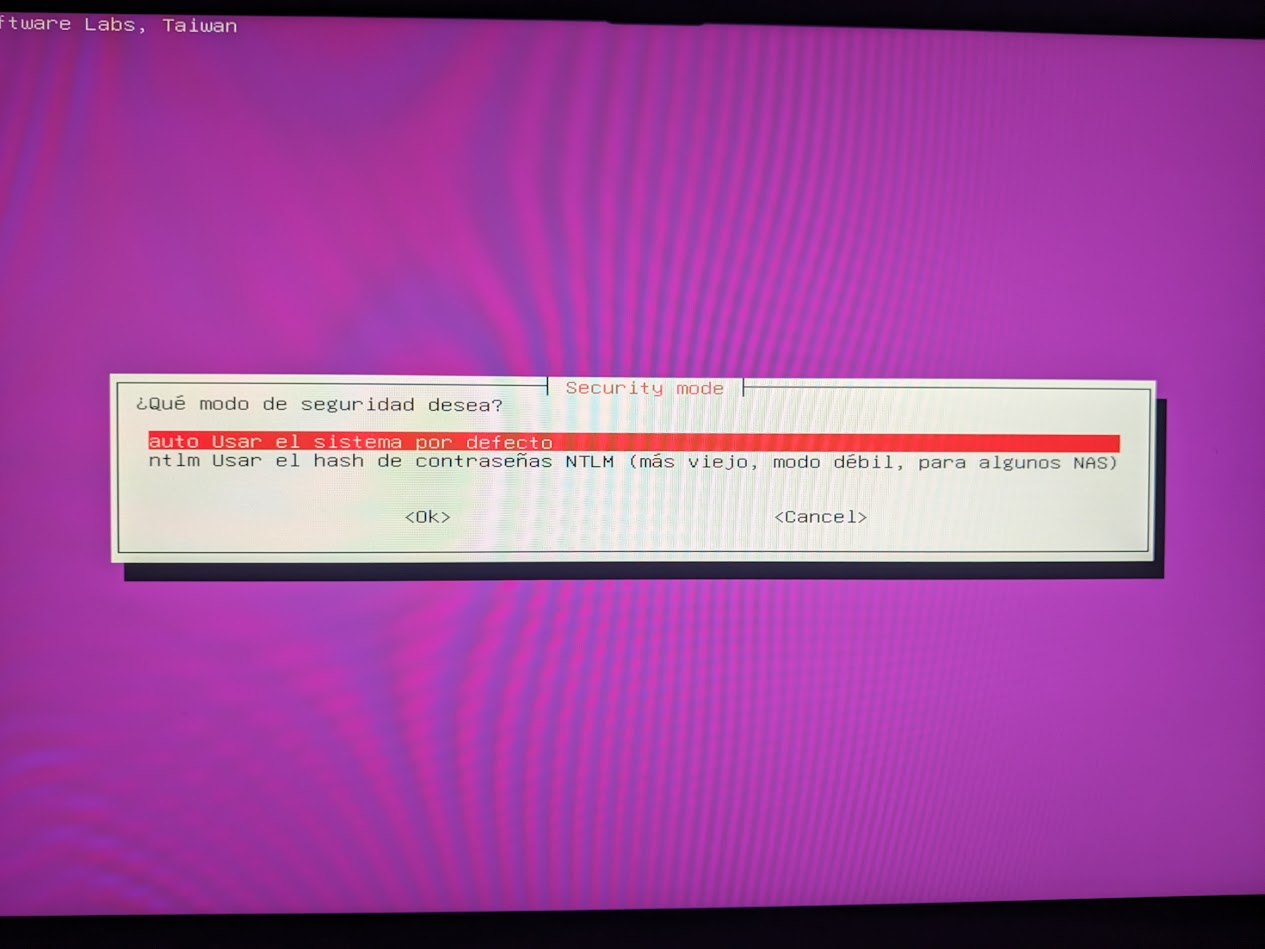 ftware Labs, Taiwan
Security mode
¿Qué modo de seguridad desea?
auto Usar el sistema por defecto
ntlm Usar el hash de contraseñas NTLM (más viejo, modo débil, para algunos NAS)
<Ok> <Cancel>